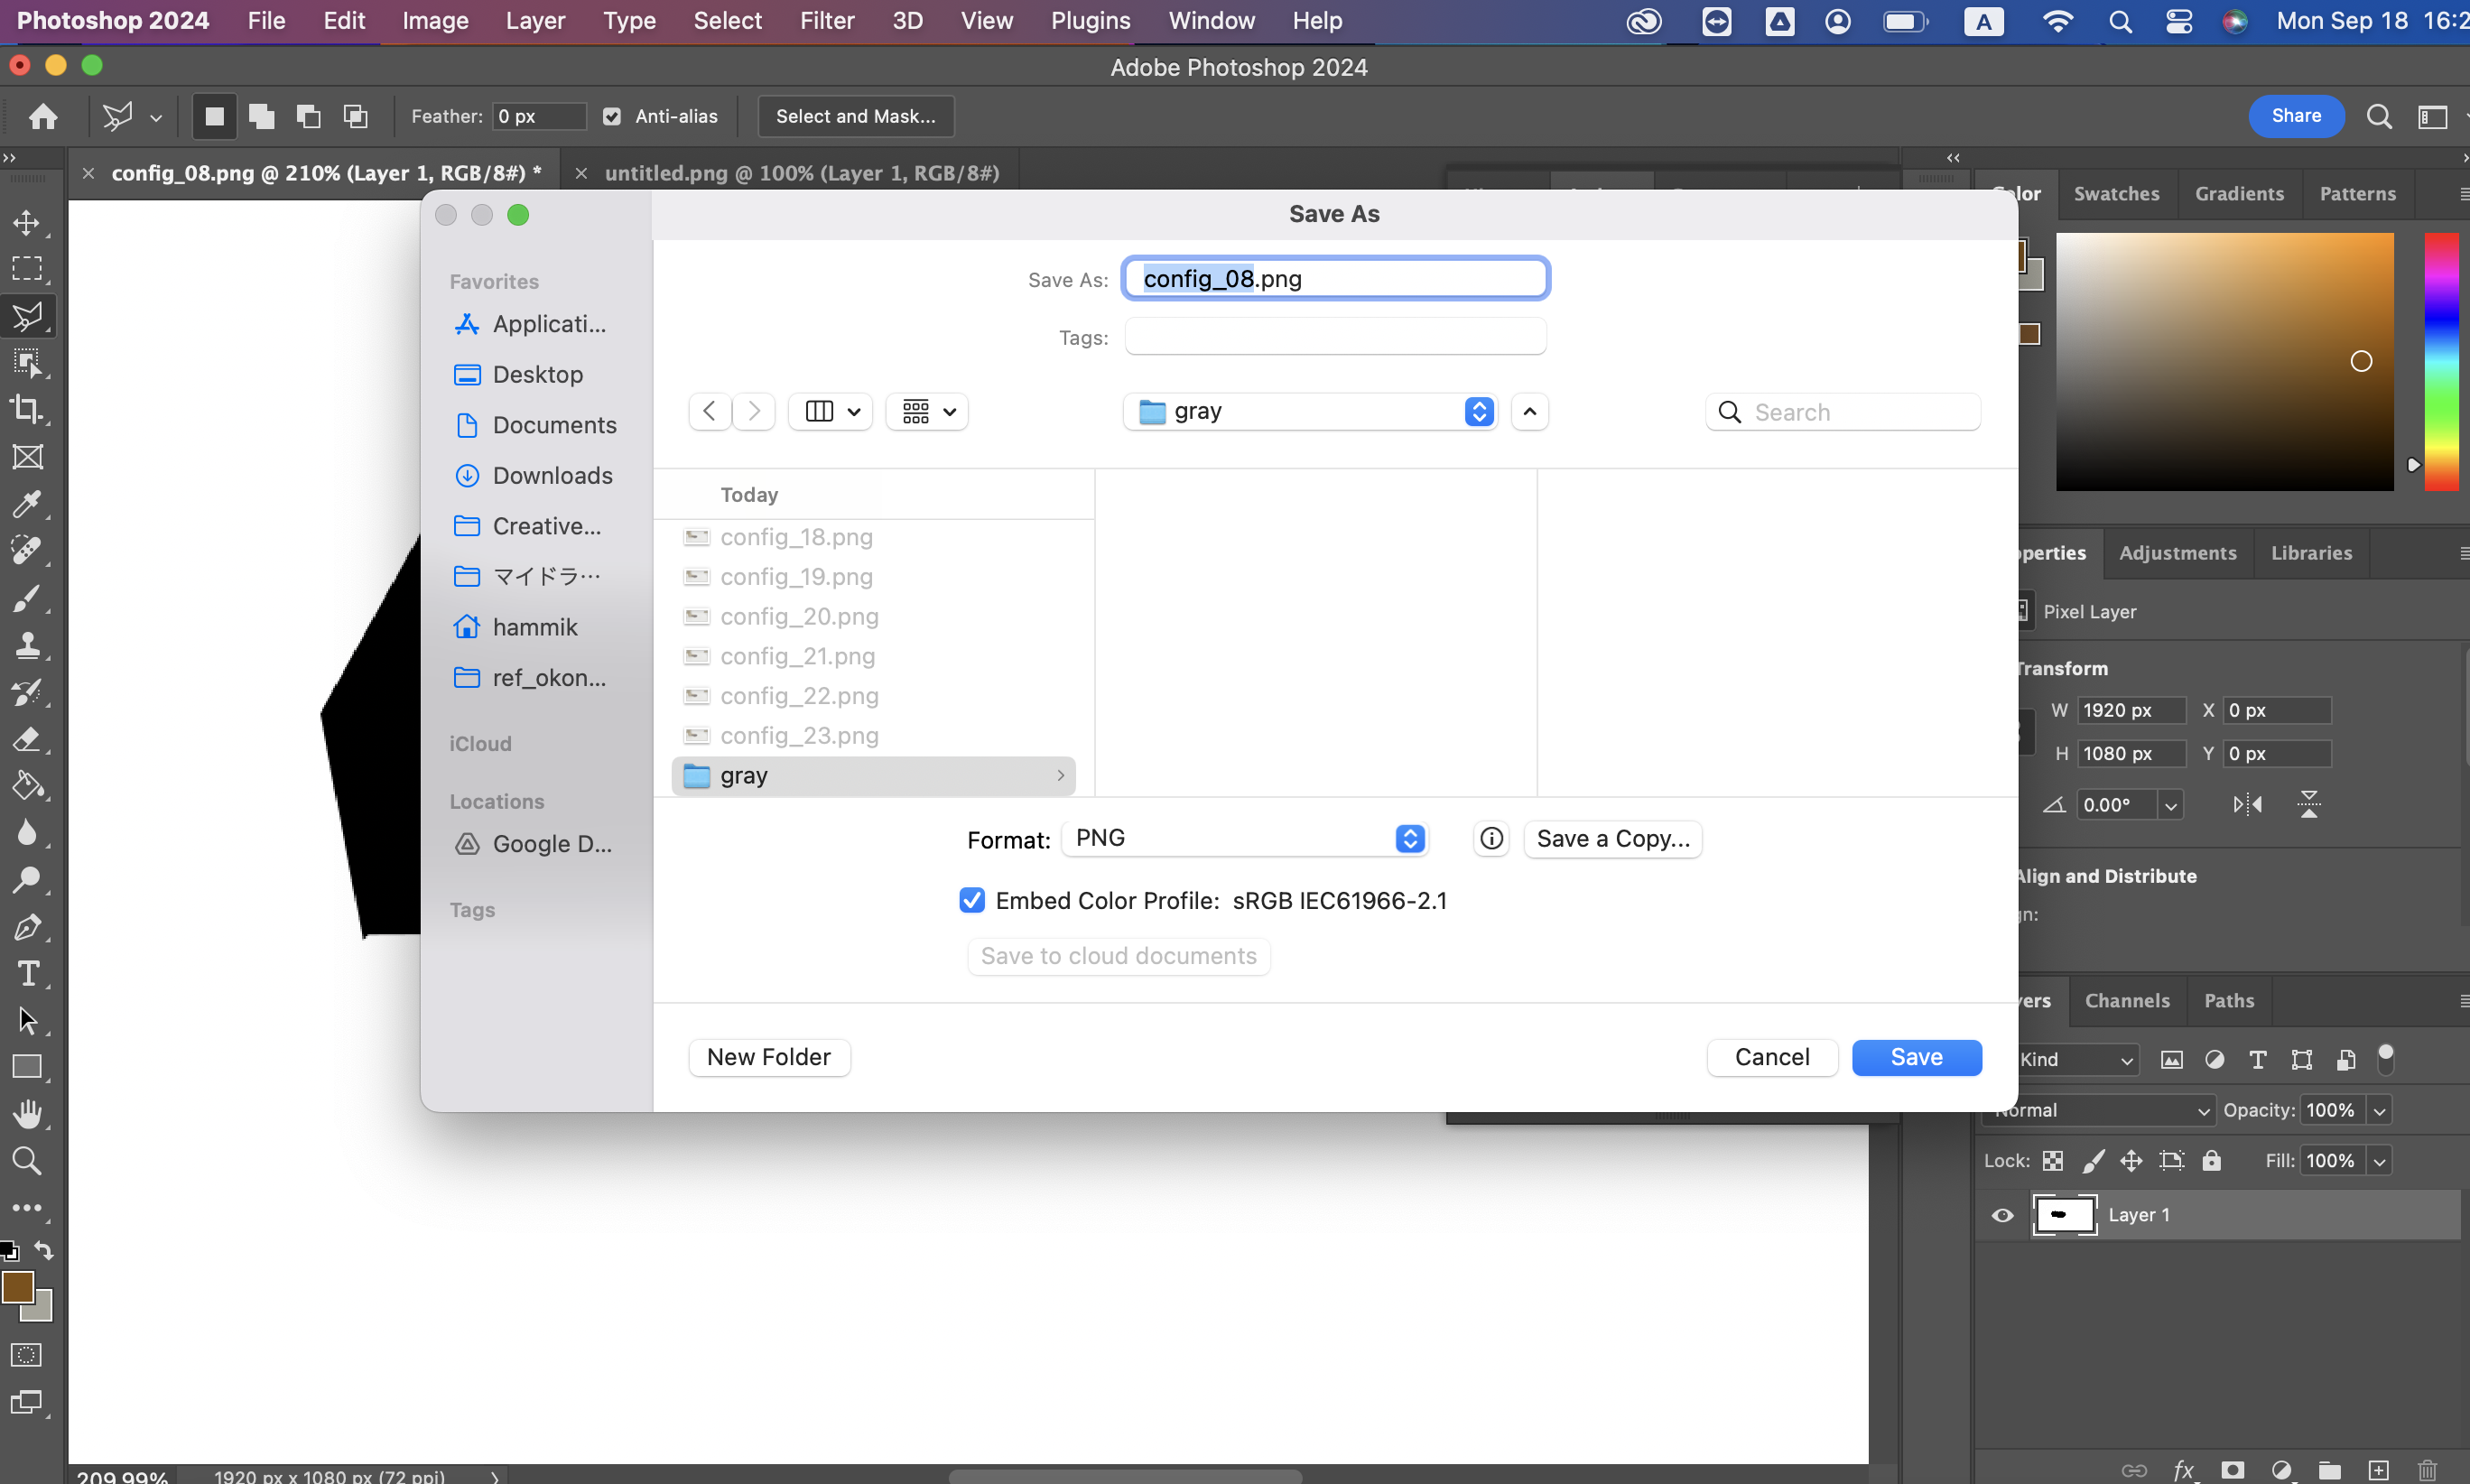 Photoshop 2024 File Edit Image Layer Type Select Filter 3D View Plugins Window Help A Mon Sep 18 16:2
Adobe Photoshop 2024
Feather: 0 px Anti-alias Select and Mask... Share
config_08.png @ 210% (Layer 1, RGB/8#) * untitled.png @ 100% (Layer 1, RGB/8#)
Save As
Save As: config_08.png
Tags:
gray
Search
Favorites
Applicati...
Desktop
Documents
Downloads
Creative...
マイドラ…
hammik
ref_okon...
iCloud
Locations
Google D...
Tags
Today
config_18.png
config_19.png
config_20.png
config_21.png
config_22.png
config_23.png
gray
Format: PNG Save a Copy...
Embed Color Profile: sRGB IEC61966-2.1
Save to cloud documents
New Folder Cancel Save
olor Swatches Gradients Patterns
operties Adjustments Libraries
Pixel Layer
Transform
W 1920 px X 0 px
H 1080 px Y 0 px
0.00°
Align and Distribute
gn:
yers Channels Paths
Kind
Normal Opacity: 100%
Lock: Fill: 100%
Layer 1
fx
209.99% 1920 px x 1080 px (72 ppi)